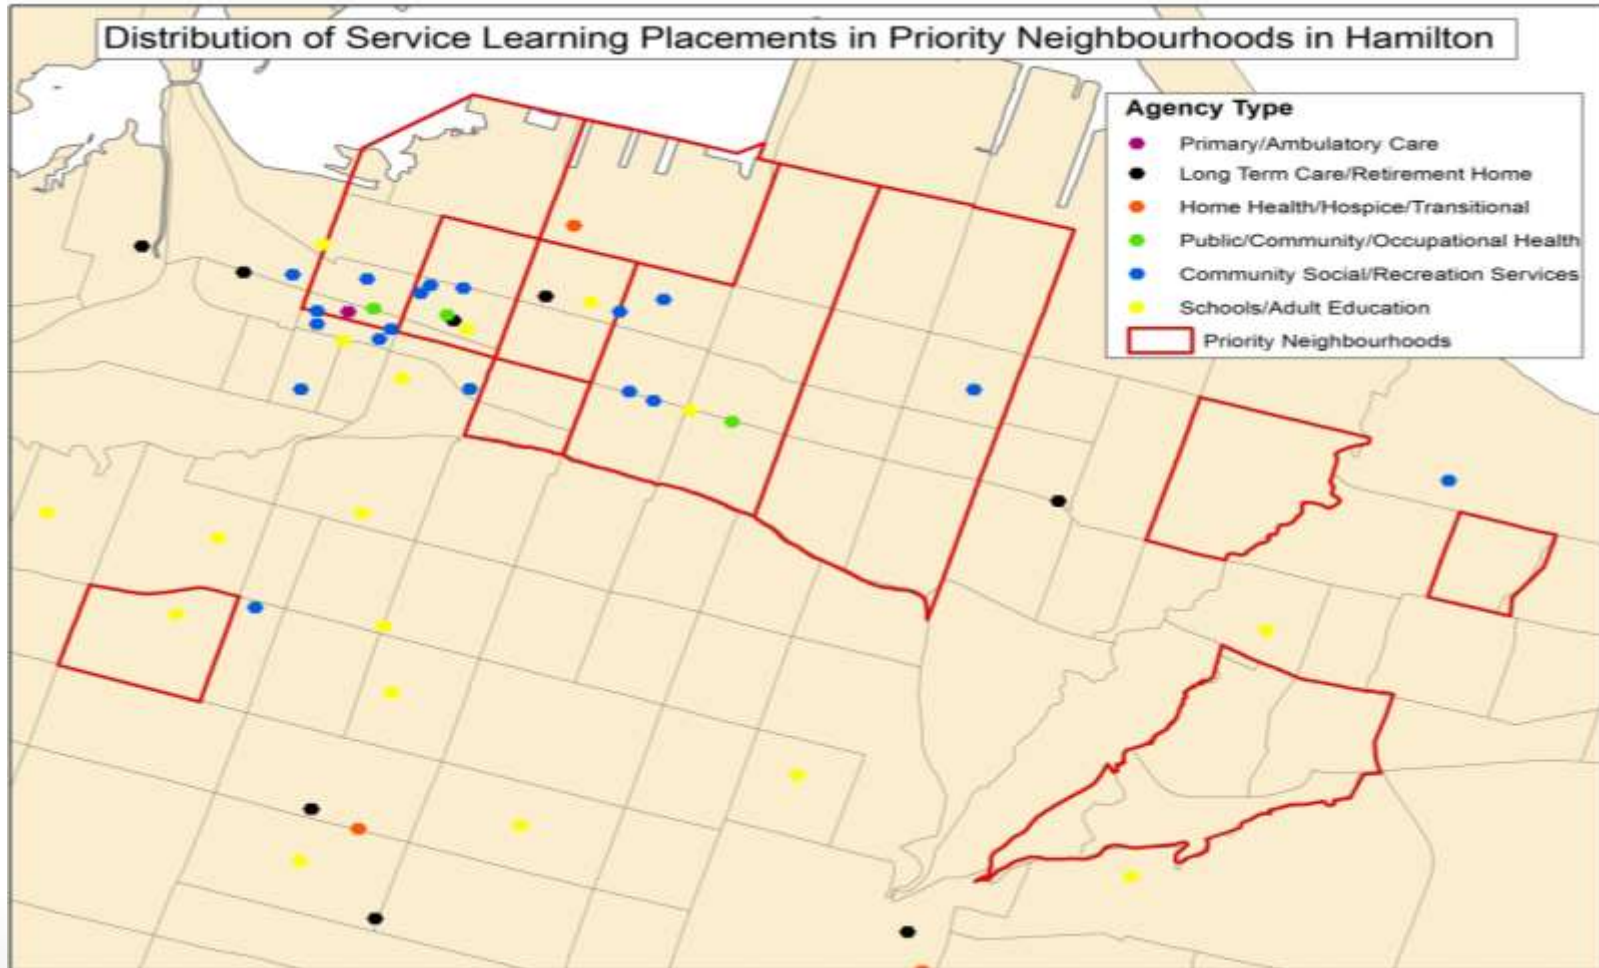 Distribution of Service Learning Placements in Priority Neighbourhoods in Hamilton
Agency Type
Primary/Ambulatory Care
Long Term Care/Retirement Home
Home Health/Hospice/Transitional
Public/Community/Occupational Health
Community Social/Recreation Services
Schools/Adult Education
Priority Neighbourhoods